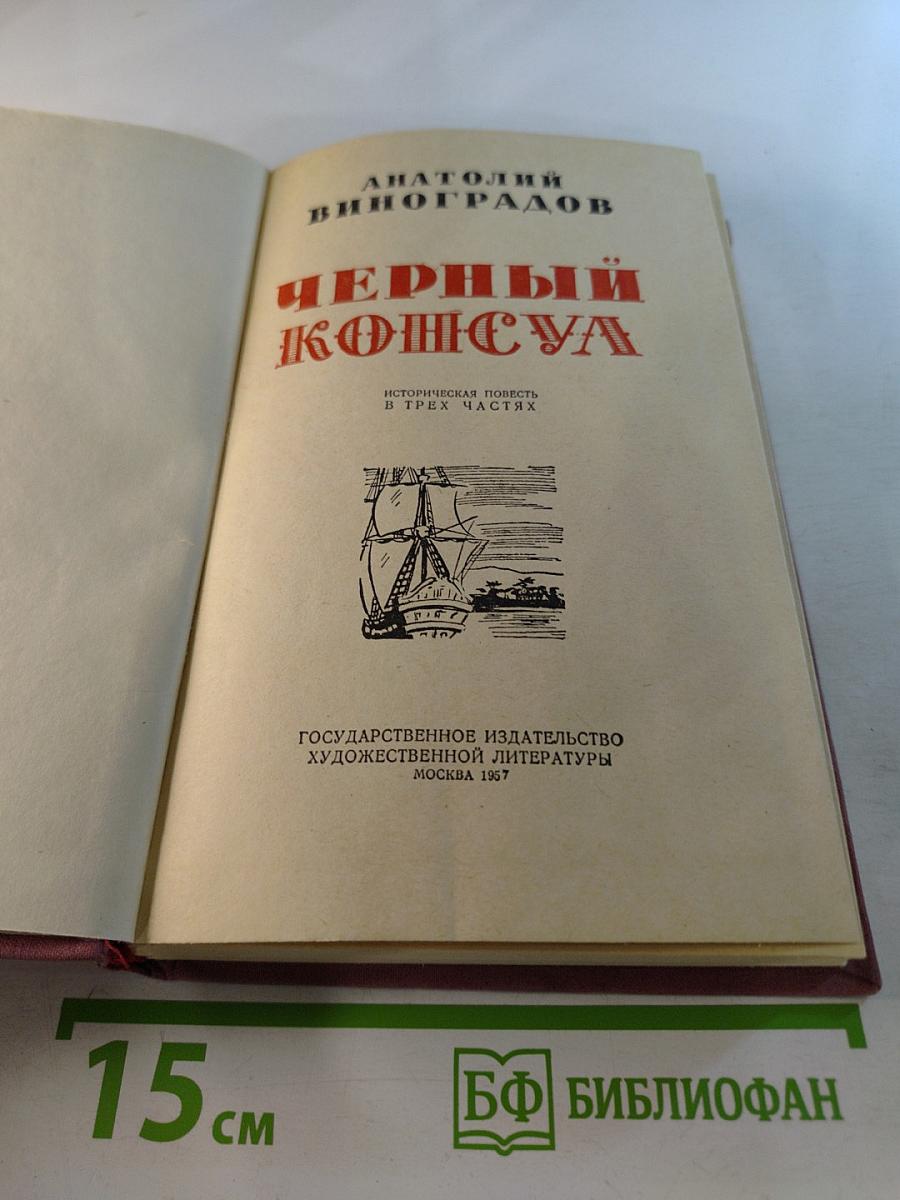 АНАТОЛИЙ
ВИНОГРАДОВ
ЧЕРНЫЙ
КОНСУЛ
ИСТОРИЧЕСКАЯ ПОВЕСТЬ
В ТРЕХ ЧАСТЯХ
ГОСУДАРСТВЕННОЕ ИЗДАТЕЛЬСТВО
ХУДОЖЕСТВЕННОЙ ЛИТЕРАТУРЫ
МОСКВА 1957
15 см
БФ БИБЛИОФАН